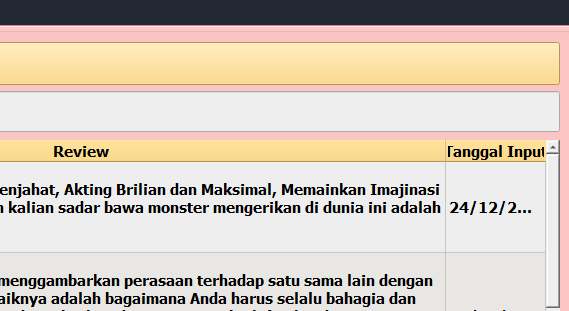 Review
Tanggal Input
enjahat, Akting Brilian dan Maksimal, Memainkan Imajinasi
kalian sadar bawa monster mengerikan di dunia ini adalah
24/12/2...
menggambarkan perasaan terhadap satu sama lain dengan
aiknya adalah bagaimana Anda harus selalu bahagia dan